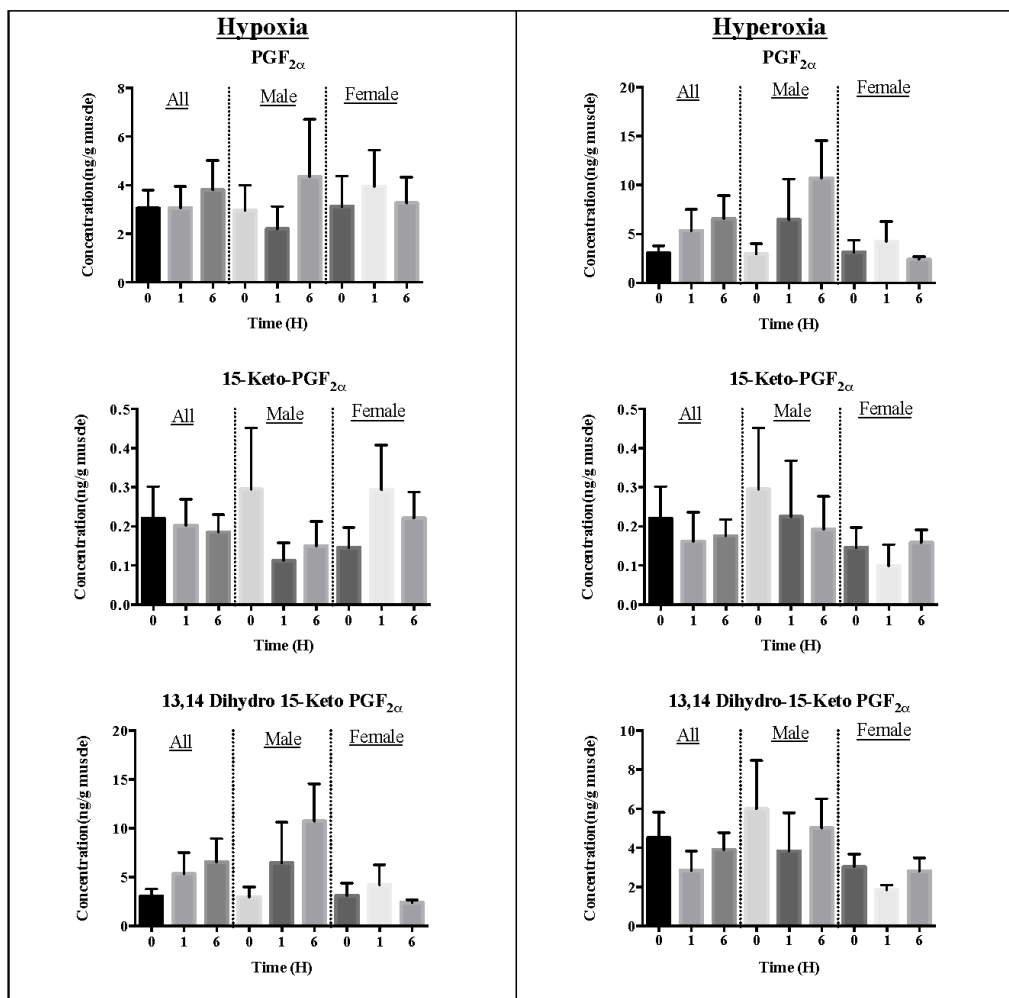 Hypoxia
PGF2α
All
Male
Female
8
6
4
2
0
Concentration(ng/g muscle)
0 1 6 0 1 6 0 1 6
Time (H)
15-Keto-PGF2α
All
Male
Female
0.5
0.4
0.3
0.2
0.1
0.0
Concentration(ng/g muscle)
0 1 6 0 1 6 0 1 6
Time (H)
13,14 Dihydro 15-Keto PGF2α
All
Male
Female
20
15
10
5
0
Concentration(ng/g muscle)
0 1 6 0 1 6 0 1 6
Time (H)
Hyperoxia
PGF2α
All
Male
Female
20
15
10
5
0
Concentration(ng/g muscle)
0 1 6 0 1 6 0 1 6
Time (H)
15-Keto-PGF2α
All
Male
Female
0.5
0.4
0.3
0.2
0.1
0.0
Concentration(ng/g muscle)
0 1 6 0 1 6 0 1 6
Time (H)
13,14 Dihydro-15-Keto PGF2α
All
Male
Female
10
8
6
4
2
0
Concentration(ng/g muscle)
0 1 6 0 1 6 0 1 6
Time (H)